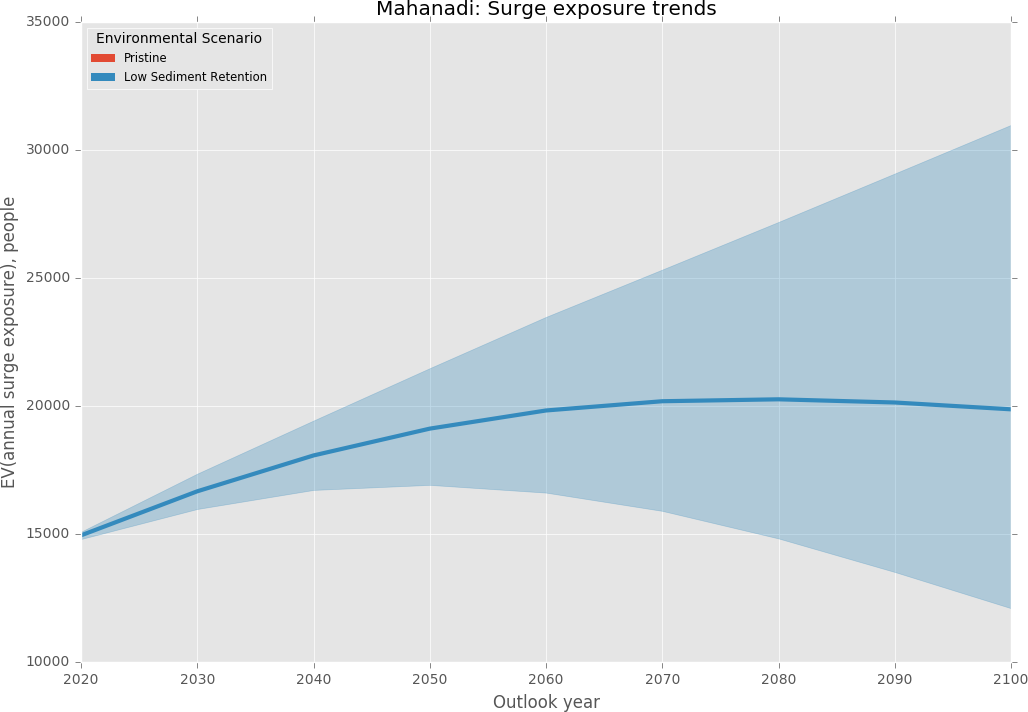 Mahanadi: Surge exposure trends
Environmental Scenario
Pristine
Low Sediment Retention
35000
30000
25000
20000
15000
10000
EV(annual surge exposure), people
2020 2030 2040 2050 2060 2070 2080 2090 2100
Outlook year